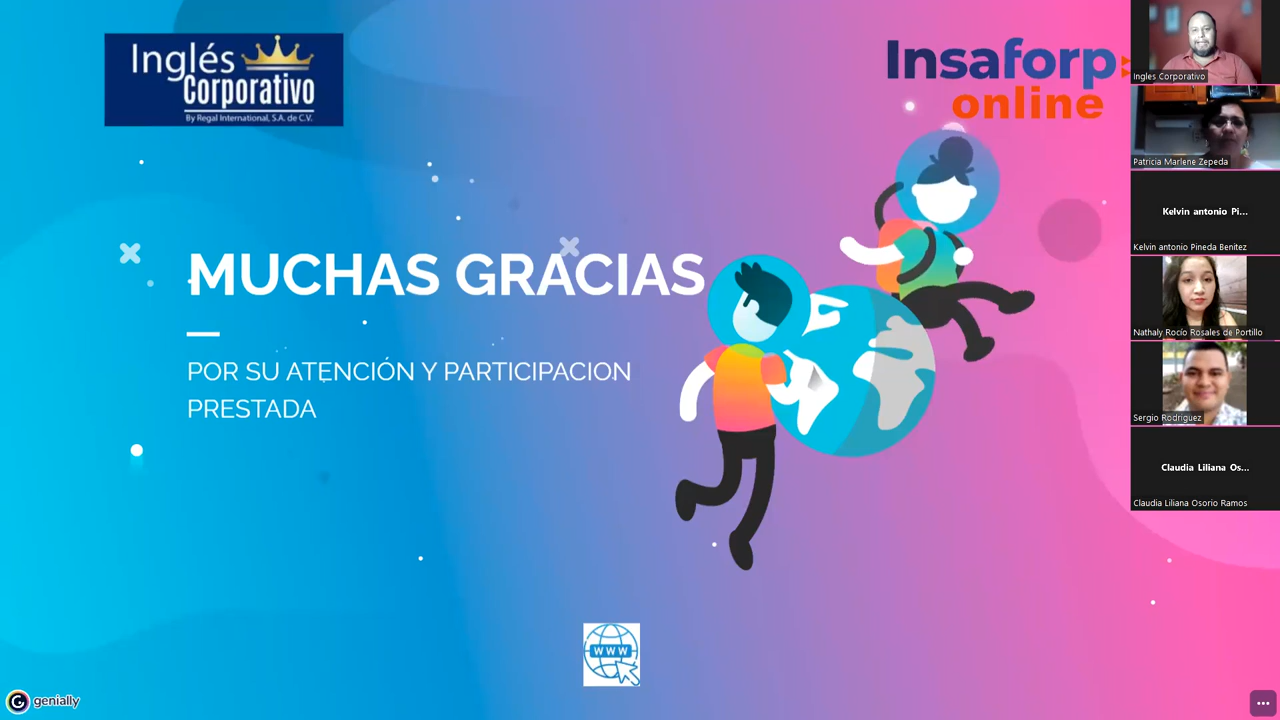 Inglés
Corporativo
By Regal International, S.A. de C.V.
Insaforp
online
MUCHAS GRACIAS
POR SU ATENCIÓN Y PARTICIPACION
PRESTADA
WWW
genially
Ingles Corporativo
Patricia Marlene Zepeda
Kelvin antonio Pi...
Kelvin antonio Pineda Benitez
Nathaly Rocío Rosales de Portillo
Sergio Rodriguez
Claudia Liliana Os...
Claudia Liliana Osorio Ramos